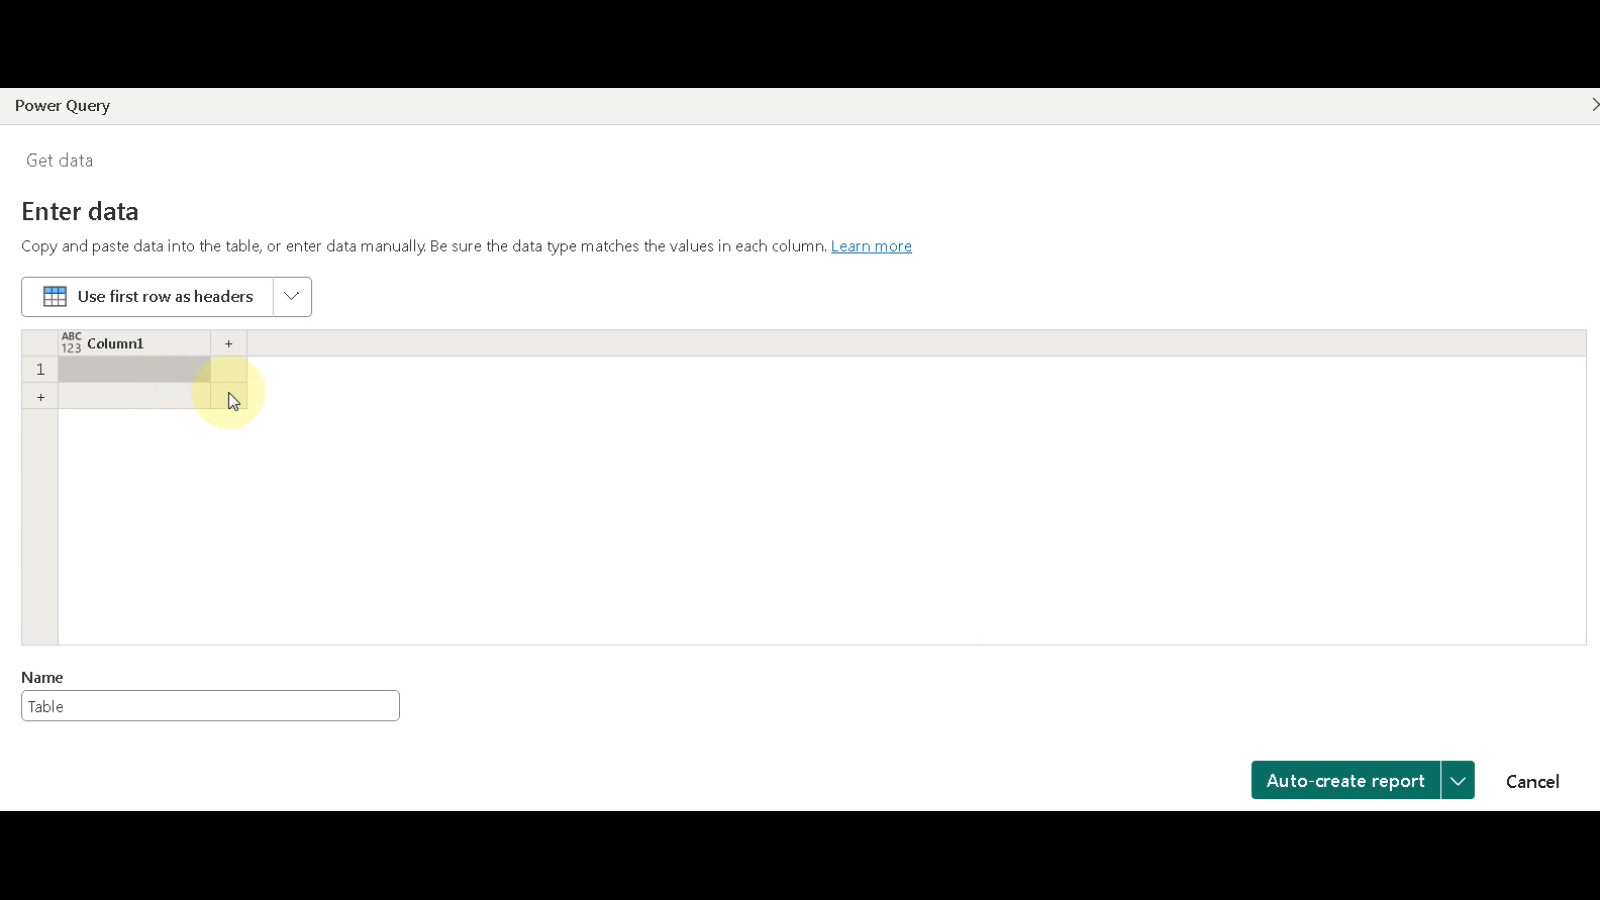 Power Query
Get data
Enter data
Copy and paste data into the table, or enter data manually. Be sure the data type matches the values in each column. Learn more
Use first row as headers
ABC 123 Column1 +
1
+
Name
Table
Auto-create report Cancel